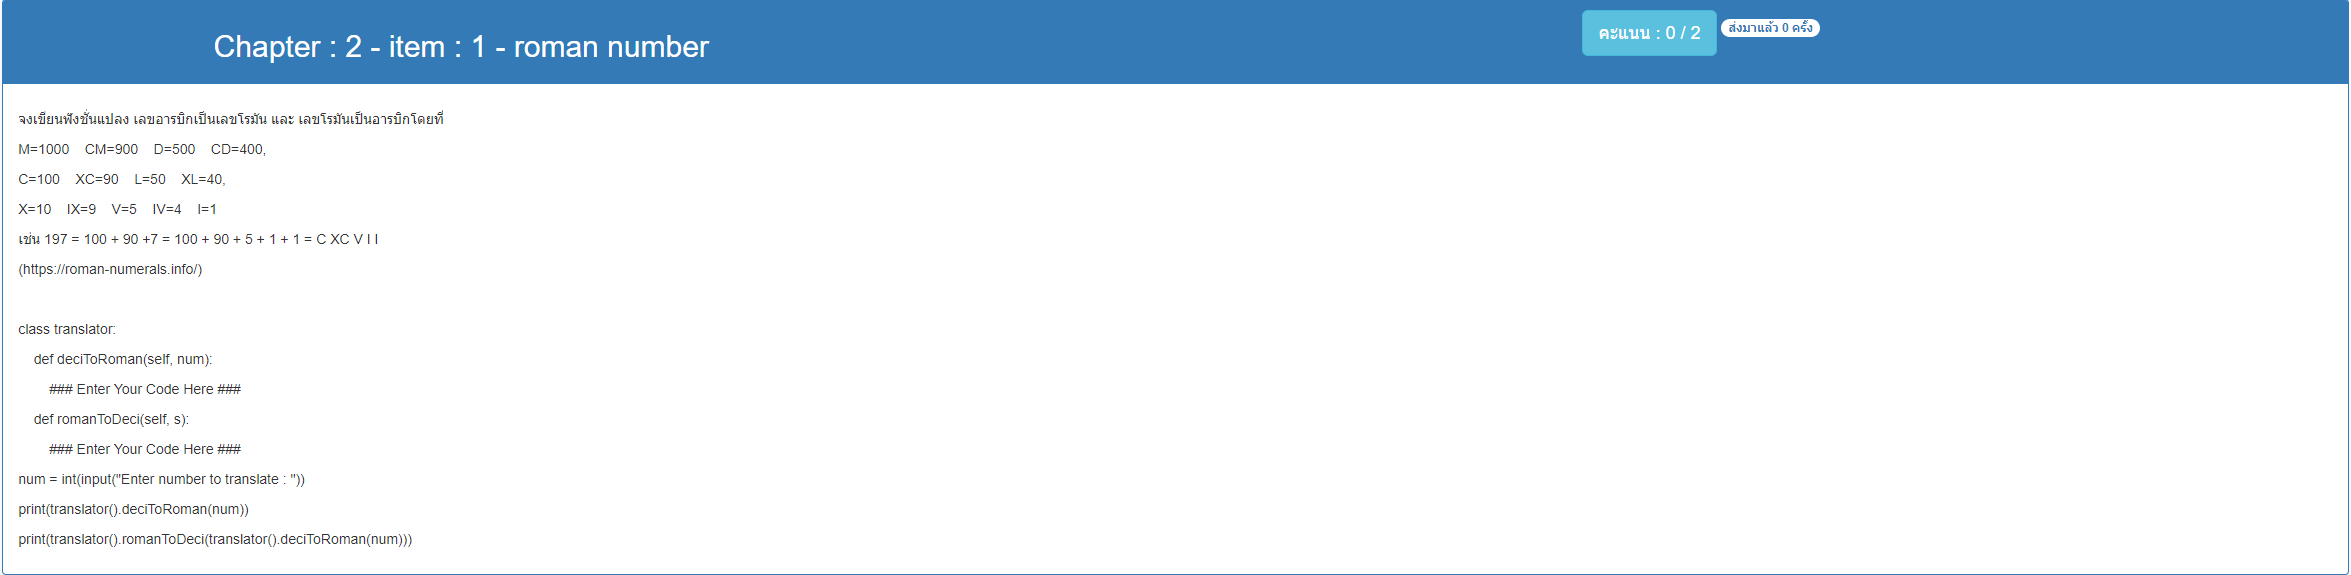 Chapter : 2 - item : 1 - roman number
คะแนน : 0 / 2
ส่งมาแล้ว 0 ครั้ง
จงเขียนฟังชั่นแปลง เลขอารบิกเป็นเลขโรมัน และ เลขโรมันเป็นอารบิกโดยที่
M=1000    CM=900    D=500    CD=400,
C=100    XC=90    L=50    XL=40,
X=10    IX=9    V=5    IV=4    I=1
เช่น 197 = 100 + 90 +7 = 100 + 90 + 5 + 1 + 1 = C XC V I I
(https://roman-numerals.info/)
class translator:
    def deciToRoman(self, num):
        ### Enter Your Code Here ###
    def romanToDeci(self, s):
        ### Enter Your Code Here ###
num = int(input("Enter number to translate : "))
print(translator().deciToRoman(num))
print(translator().romanToDeci(translator().deciToRoman(num)))